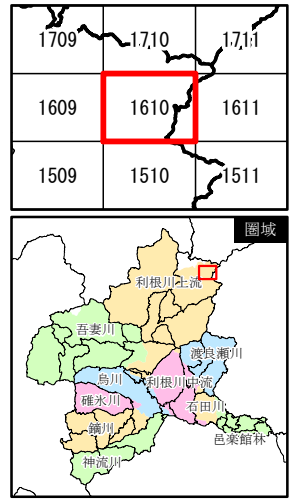 1709 1710 1711
1609 1610 1611
1509 1510 1511
圏域
利根川上流
吾妻川
渡良瀬川
烏川 利根川中流
碓氷川
石田川
鏑川
邑楽館林
神流川